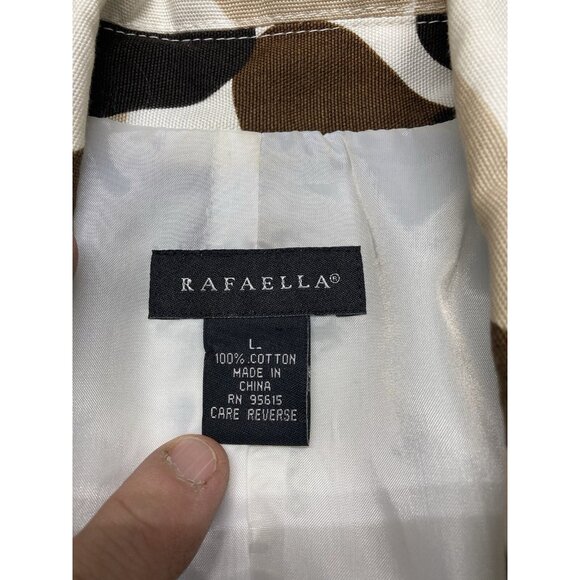 RAFAELLA®
L
100% COTTON
MADE IN
CHINA
RN 95615
CARE REVERSE